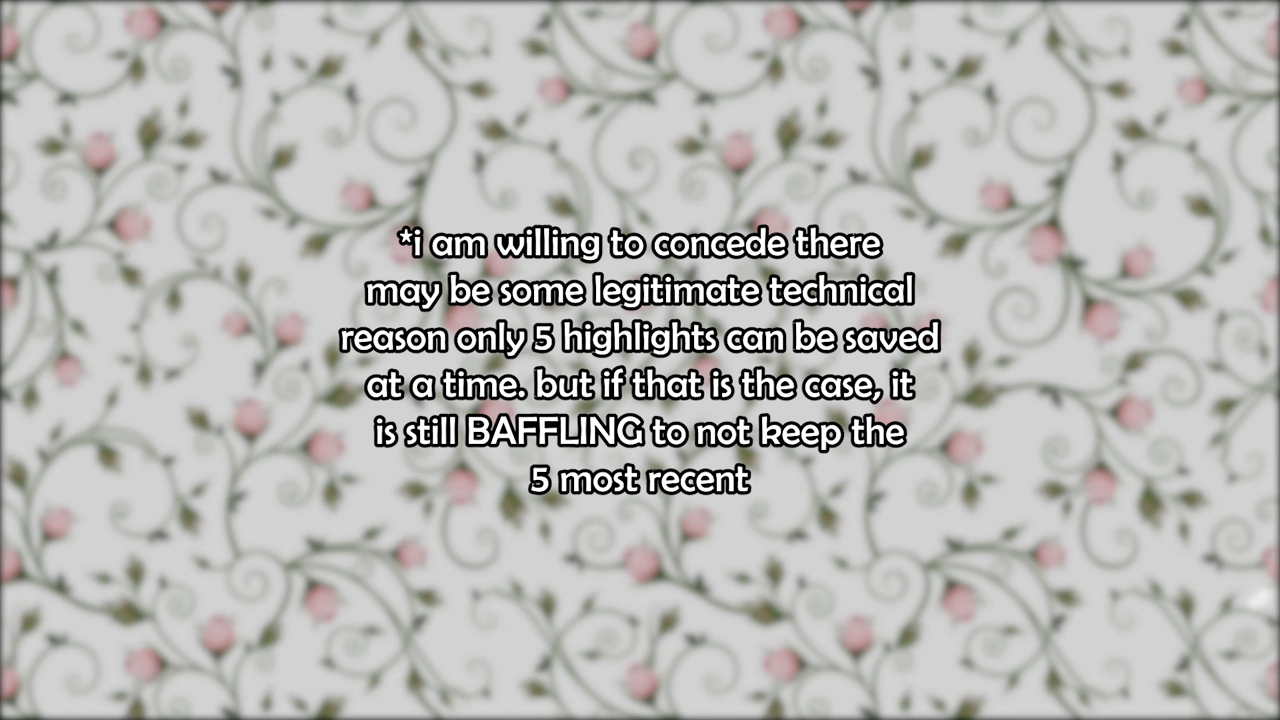 *i am willing to concede there
may be some legitimate technical
reason only 5 highlights can be saved
at a time. but if that is the case, it
is still BAFFLING to not keep the
5 most recent